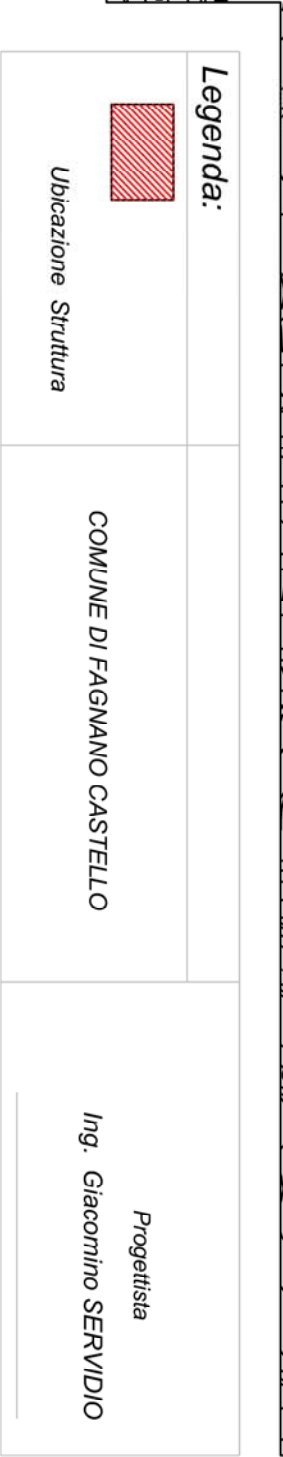 Legenda:
Ubicazione Struttura
COMUNE DI FAGNANO CASTELLO
Progettista
Ing. Giacomino SERVIDIO